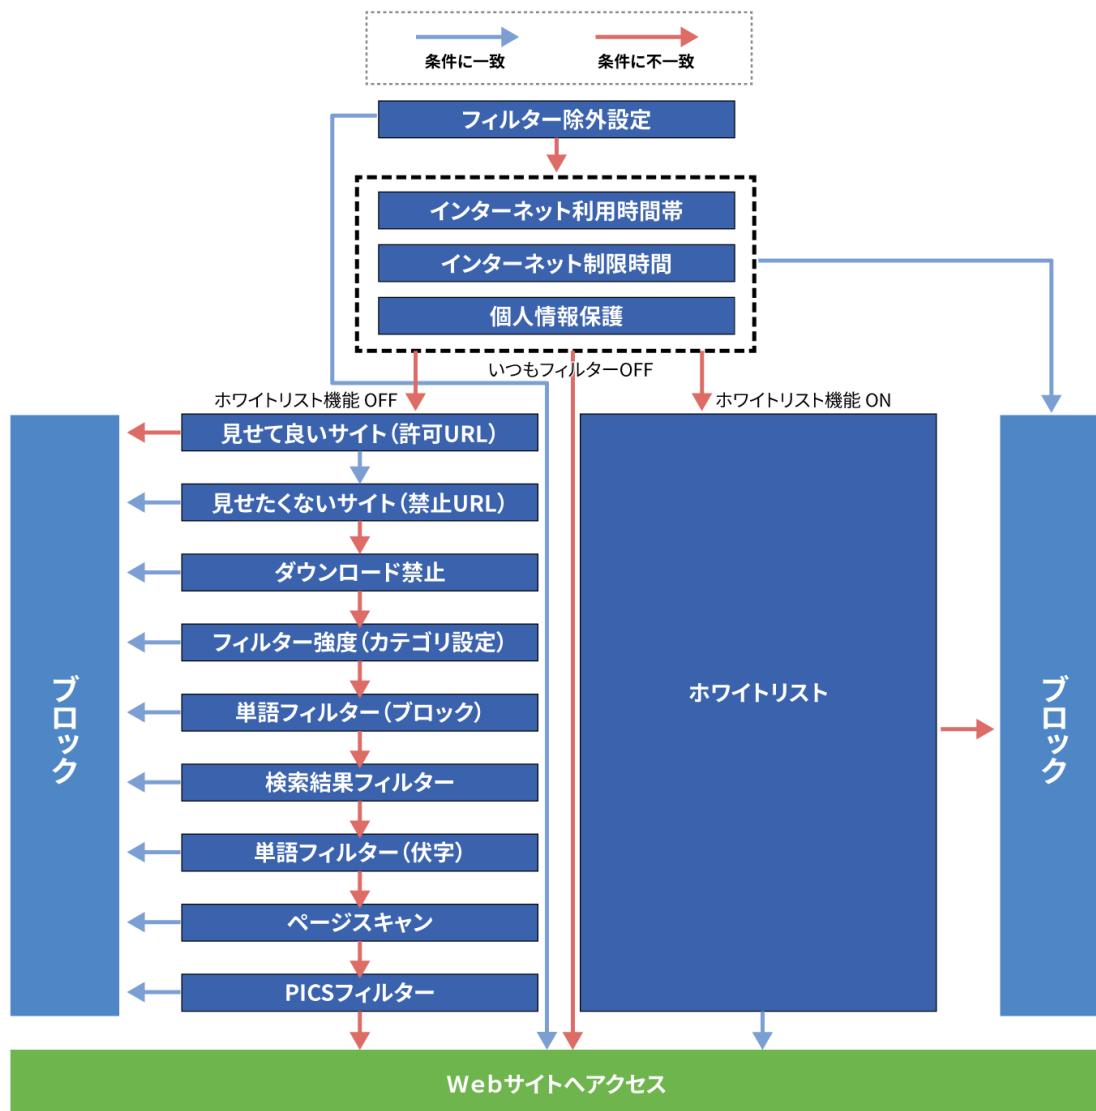 条件に一致
条件に不一致
フィルター除外設定
インターネット利用時間帯
インターネット制限時間
個人情報保護
いつもフィルターOFF
ホワイトリスト機能 OFF
ホワイトリスト機能 ON
見せて良いサイト(許可URL)
見せたくないサイト(禁止URL)
ダウンロード禁止
フィルター強度(カテゴリ設定)
単語フィルター(ブロック)
検索結果フィルター
単語フィルター(伏字)
ページスキャン
PICSフィルター
ブロック
ホワイトリスト
ブロック
Webサイトへアクセス